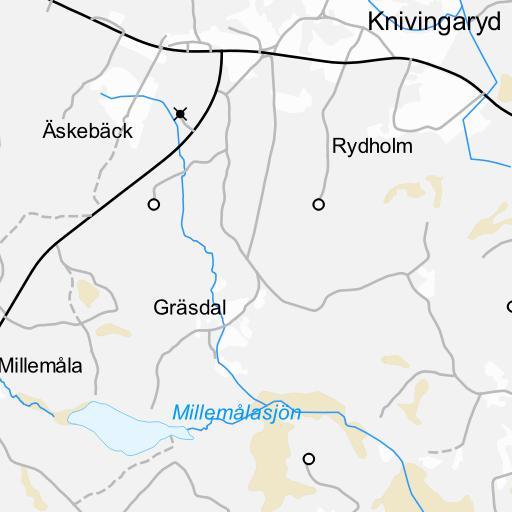 Knivingaryd
Äskebäck
Rydholm
Gräsdal
Millemåla
Millemålasjön